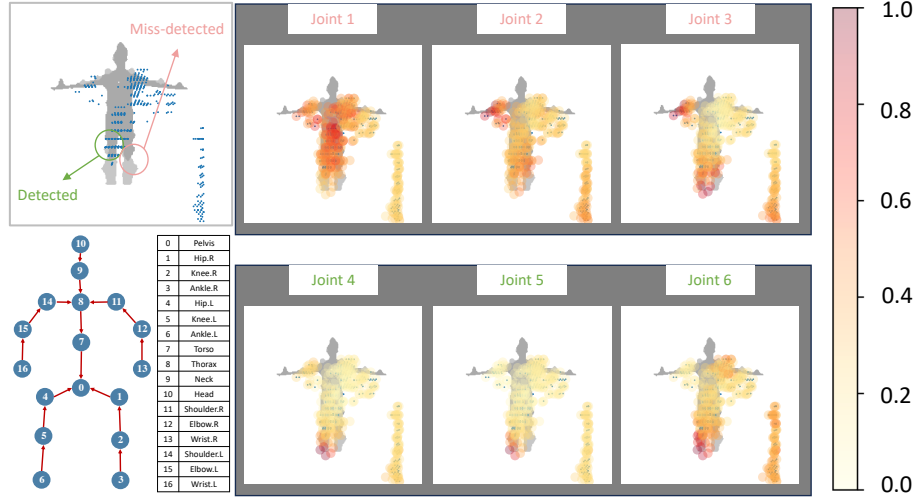 Miss-detected
Detected
Joint 1
Joint 2
Joint 3
Joint 4
Joint 5
Joint 6
1.0
0.8
0.6
0.4
0.2
0.0
10
9
14
8
11
15
12
7
16
13
0
4
1
5
2
6
3
0 Pelvis
1 Hip.R
2 Knee.R
3 Ankle.R
4 Hip.L
5 Knee.L
6 Ankle.L
7 Torso
8 Thorax
9 Neck
10 Head
11 Shoulder.R
12 Elbow.R
13 Wrist.R
14 Shoulder.L
15 Elbow.L
16 Wrist.L